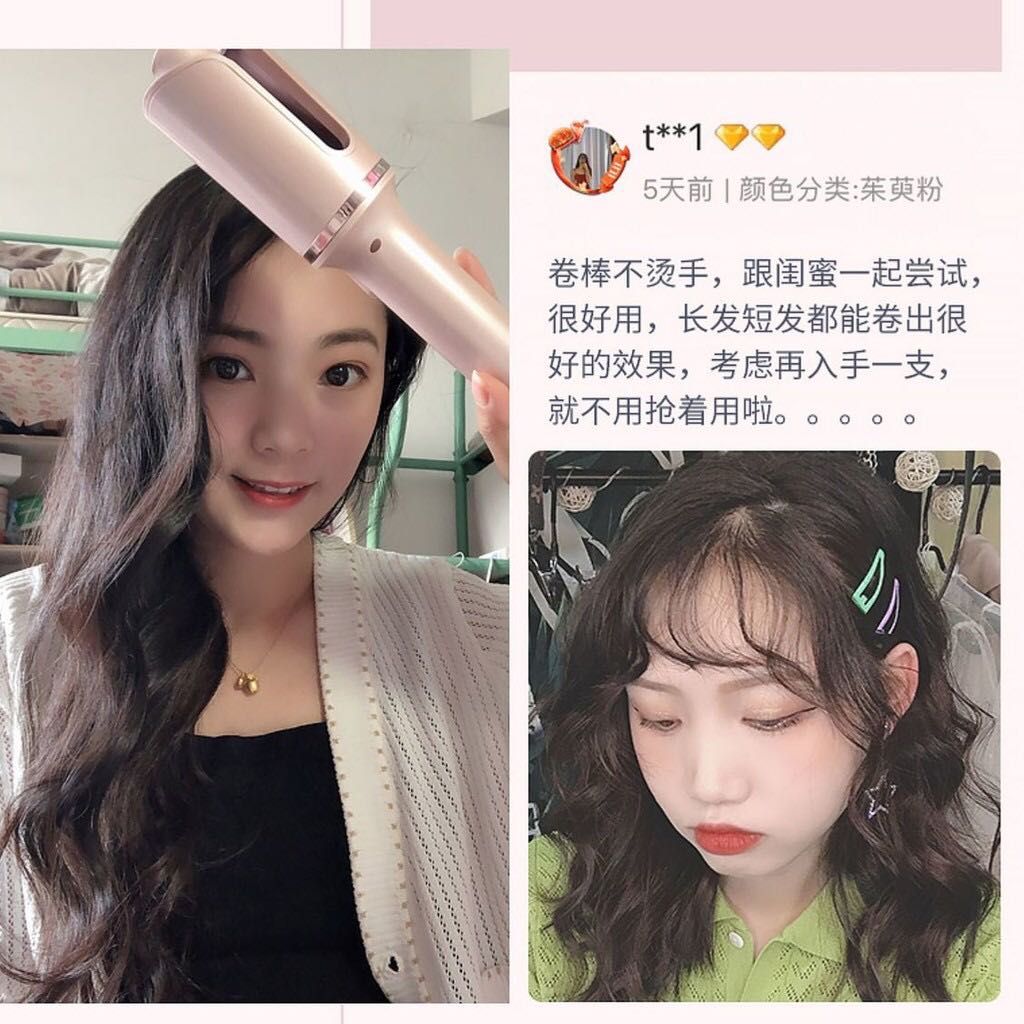 t**1
5天前 | 颜色分类:茱萸粉
卷棒不烫手，跟闺蜜一起尝试，
很好用，长发短发都能卷出很
好的效果，考虑再入手一支，
就不用抢着用啦。。。。。